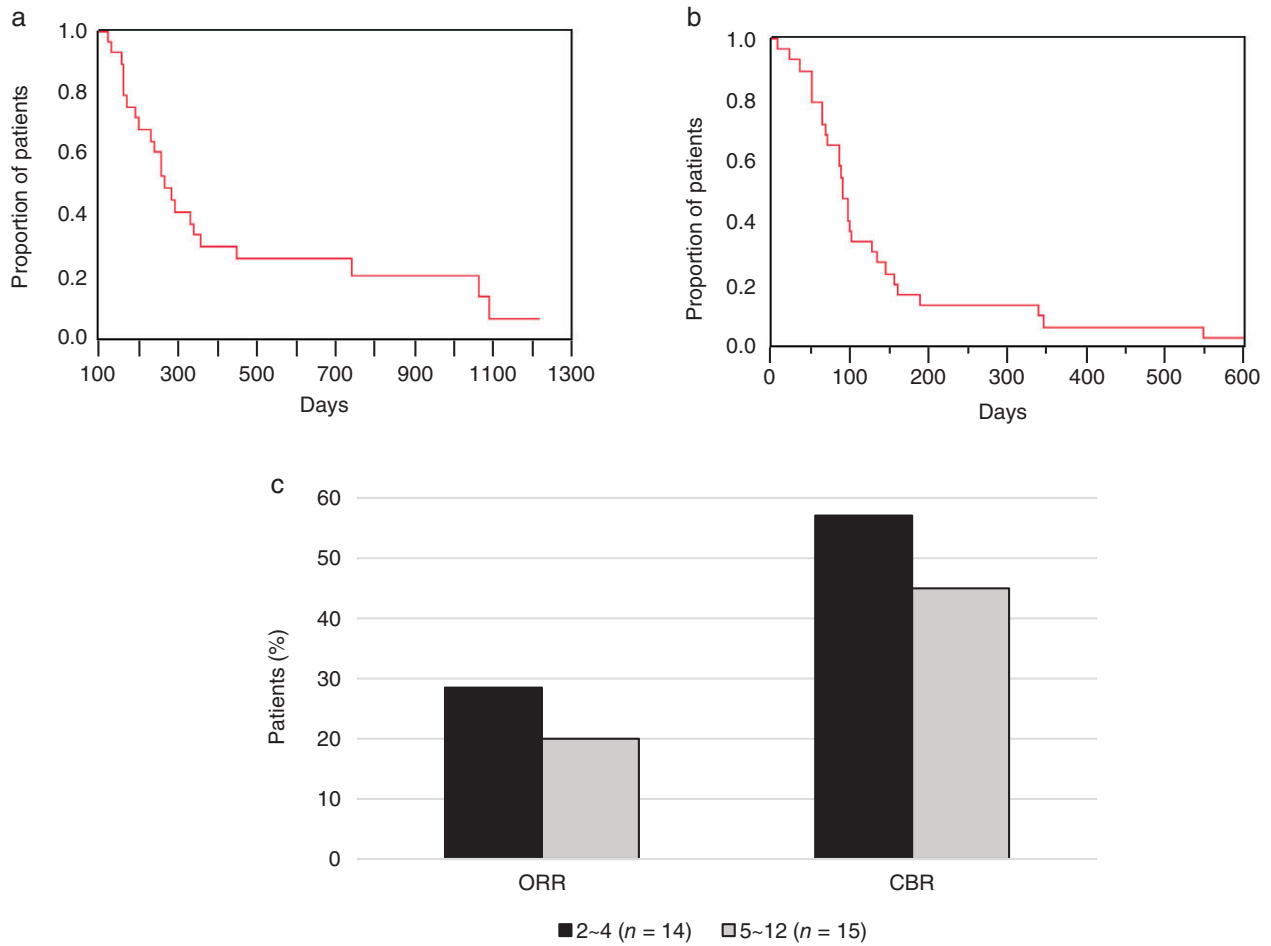 a
1.0
0.8
0.6
0.4
0.2
0.0
Proportion of patients
100 300 500 700 900 1100 1300
Days
b
1.0
0.8
0.6
0.4
0.2
0.0
Proportion of patients
0 100 200 300 400 500 600
Days
c
60
50
40
30
20
10
0
Patients (%)
ORR CBR
2~4 (n = 14) 5~12 (n = 15)